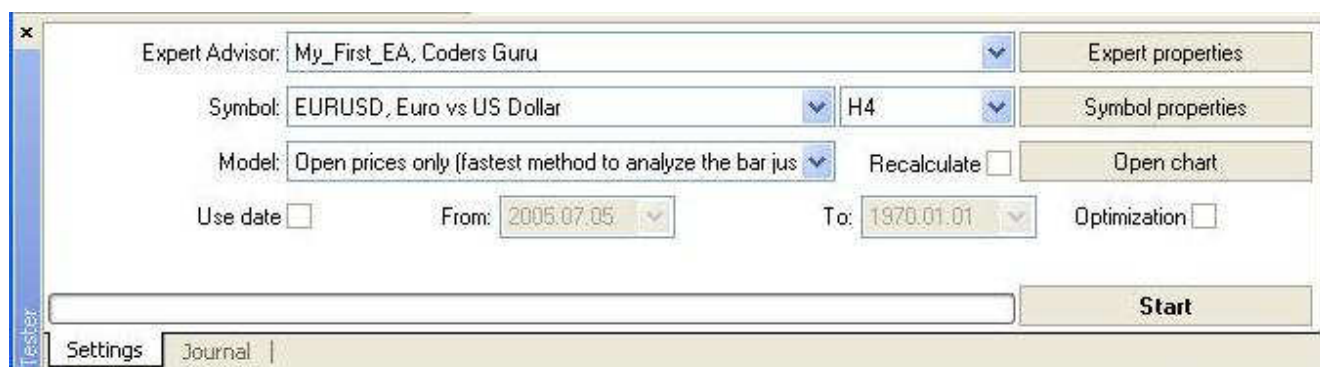 Expert Advisor: My_First_EA, Coders Guru Expert properties
Symbol: EURUSD, Euro vs US Dollar H4 Symbol properties
Model: Open prices only (fastest method to analyze the bar jus Recalculate Open chart
Use date From: 2005.07.05 To: 1970.01.01 Optimization
Start
Tester
Settings Journal